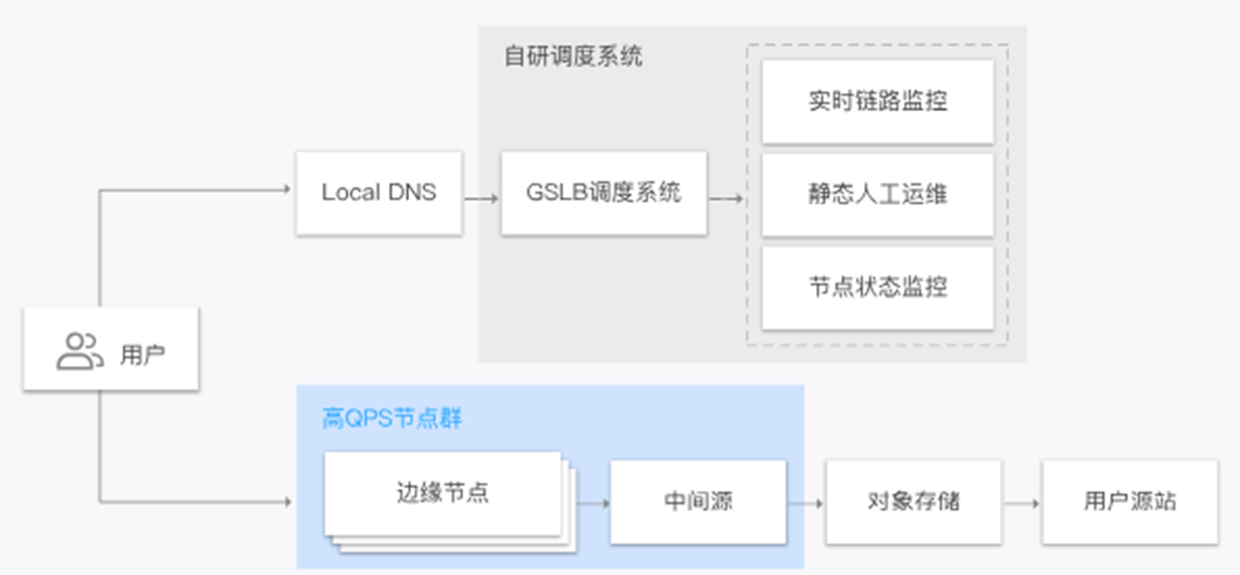 自研调度系统
实时链路监控
Local DNS
GSLB调度系统
静态人工运维
节点状态监控
用户
高QPS节点群
边缘节点
中间源
对象存储
用户源站